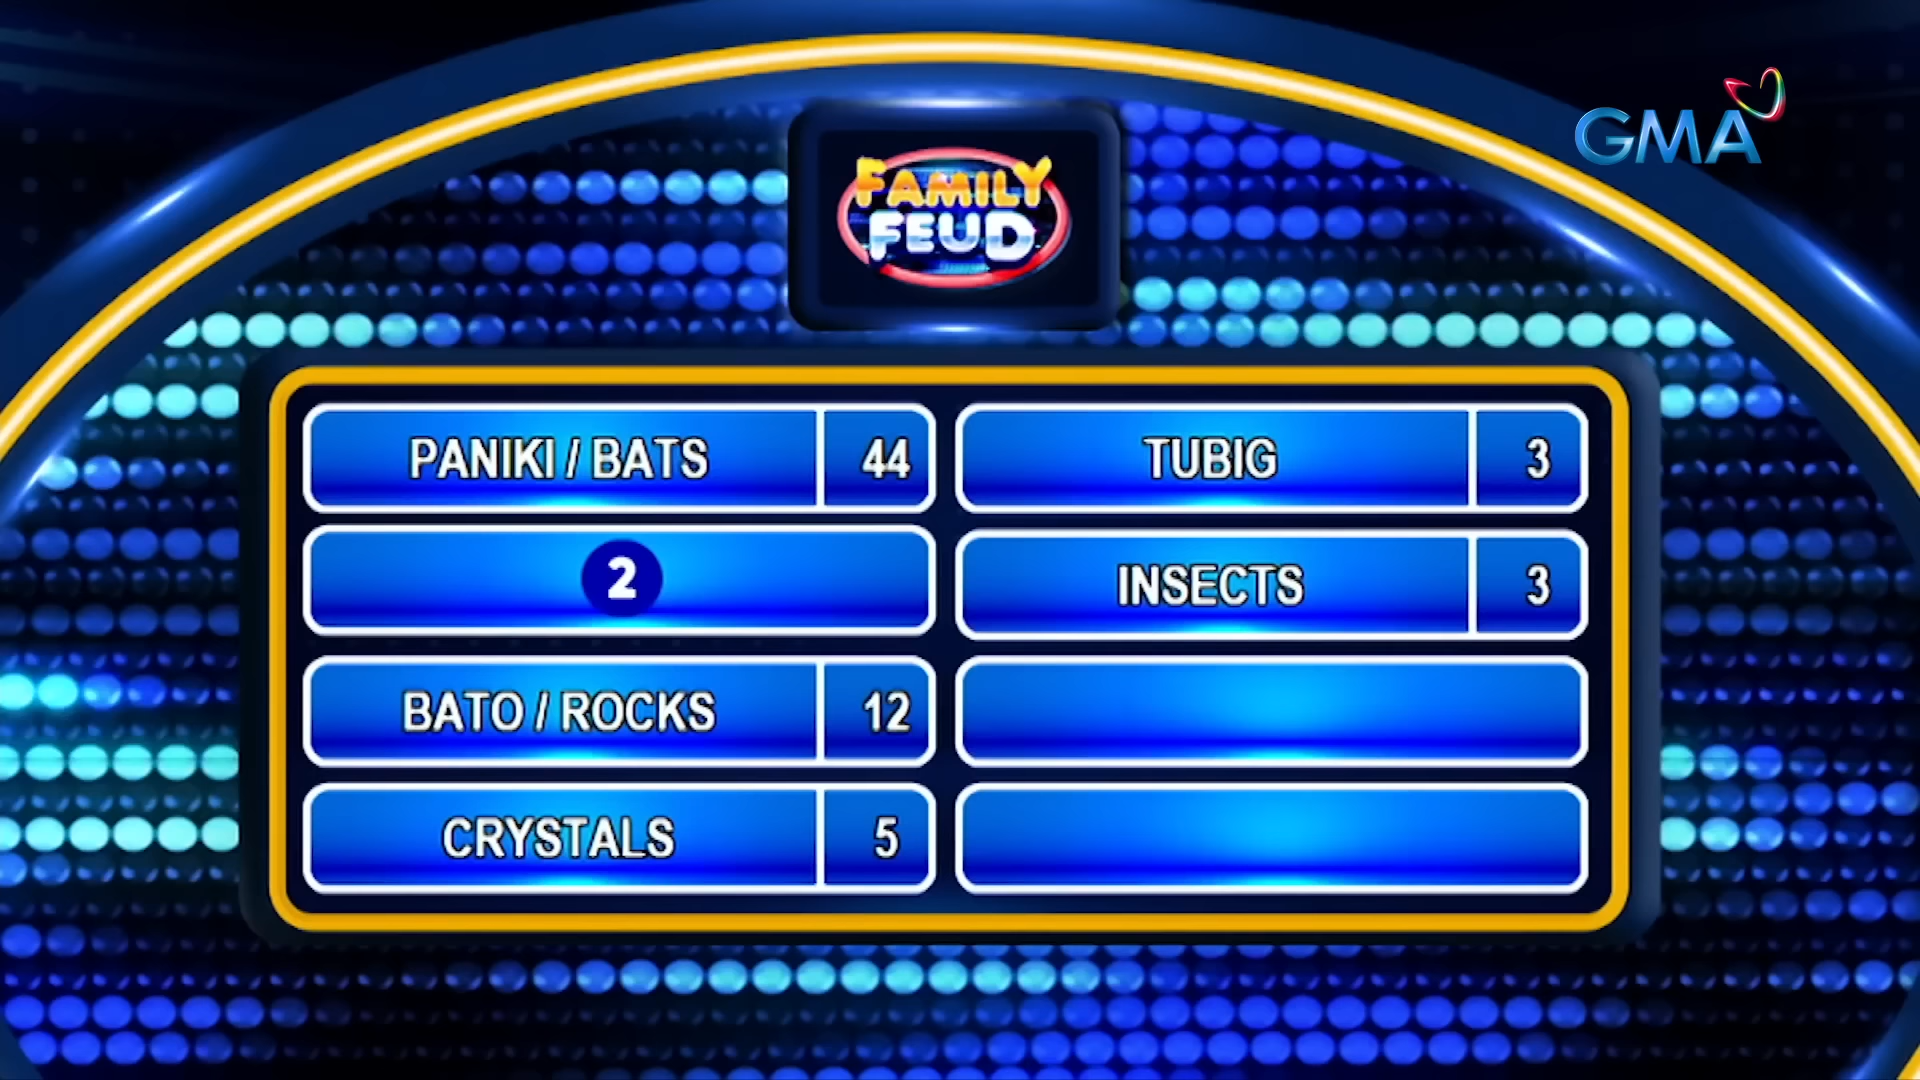 GMA
FAMILY
FEUD
PANIKI / BATS 44
2
BATO / ROCKS 12
CRYSTALS 5
TUBIG 3
INSECTS 3